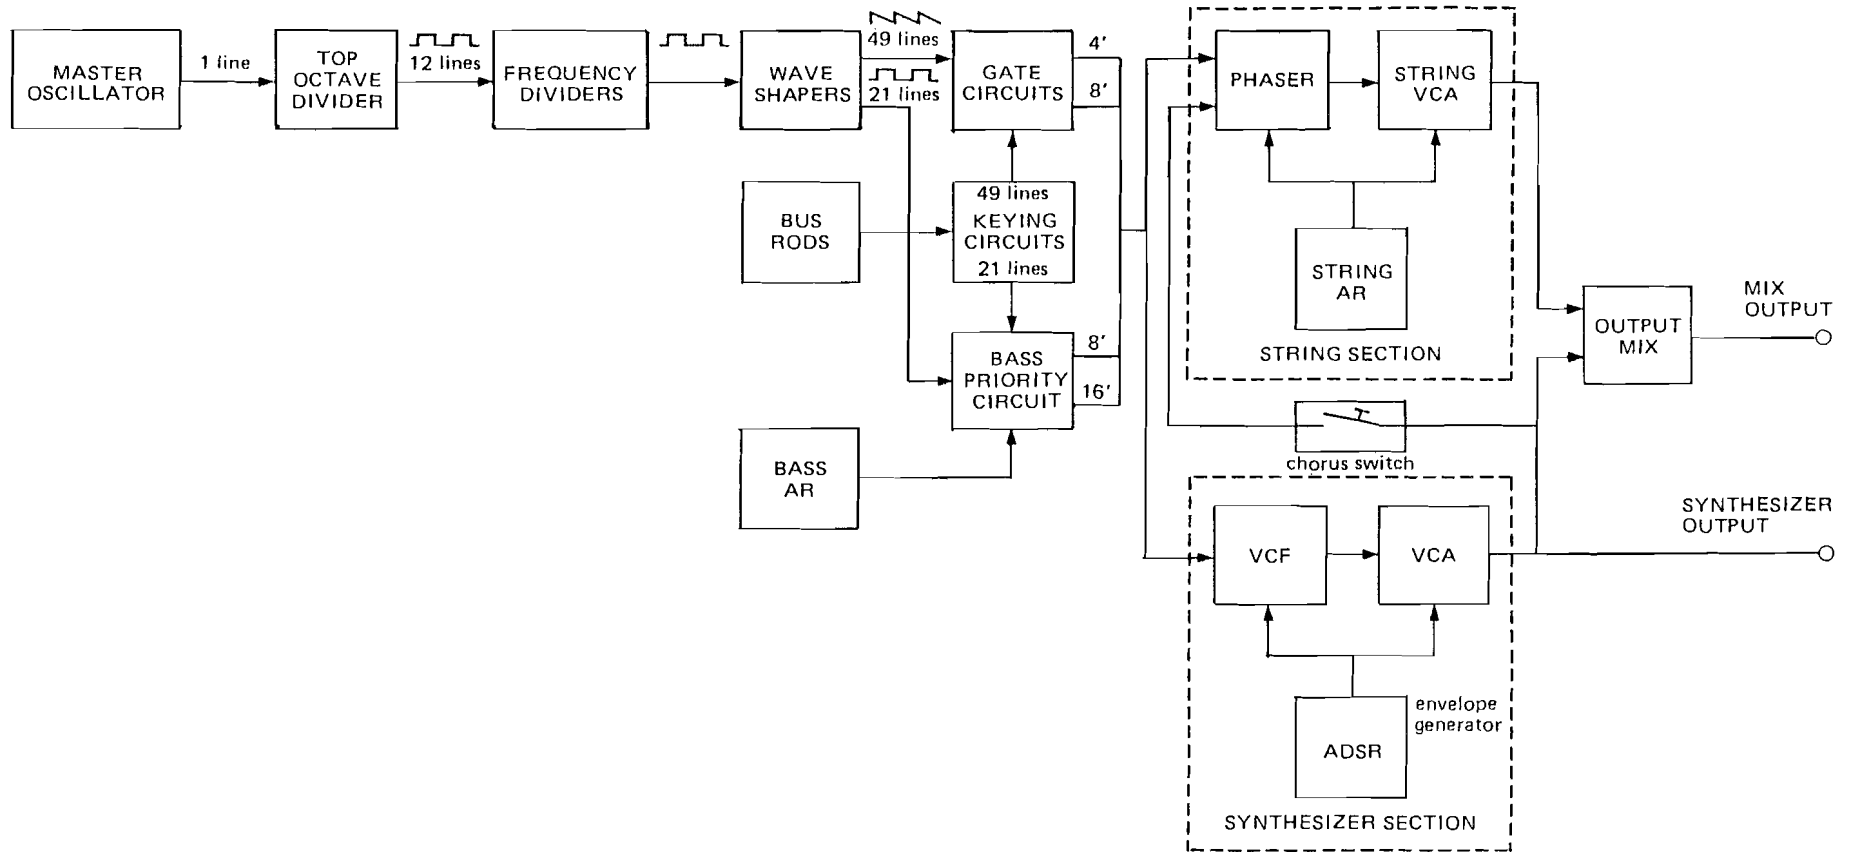 MASTER
OSCILLATOR
1 line
TOP
OCTAVE
DIVIDER
12 lines
FREQUENCY
DIVIDERS
WAVE
SHAPERS
49 lines
21 lines
GATE
CIRCUITS
4'
8'
BUS
RODS
49 lines
KEYING
CIRCUITS
21 lines
BASS
PRIORITY
CIRCUIT
8'
16'
BASS
AR
PHASER
STRING
VCA
STRING
AR
STRING SECTION
chorus switch
OUTPUT
MIX
MIX
OUTPUT
SYNTHESIZER
OUTPUT
VCF
VCA
envelope
generator
ADSR
SYNTHESIZER SECTION